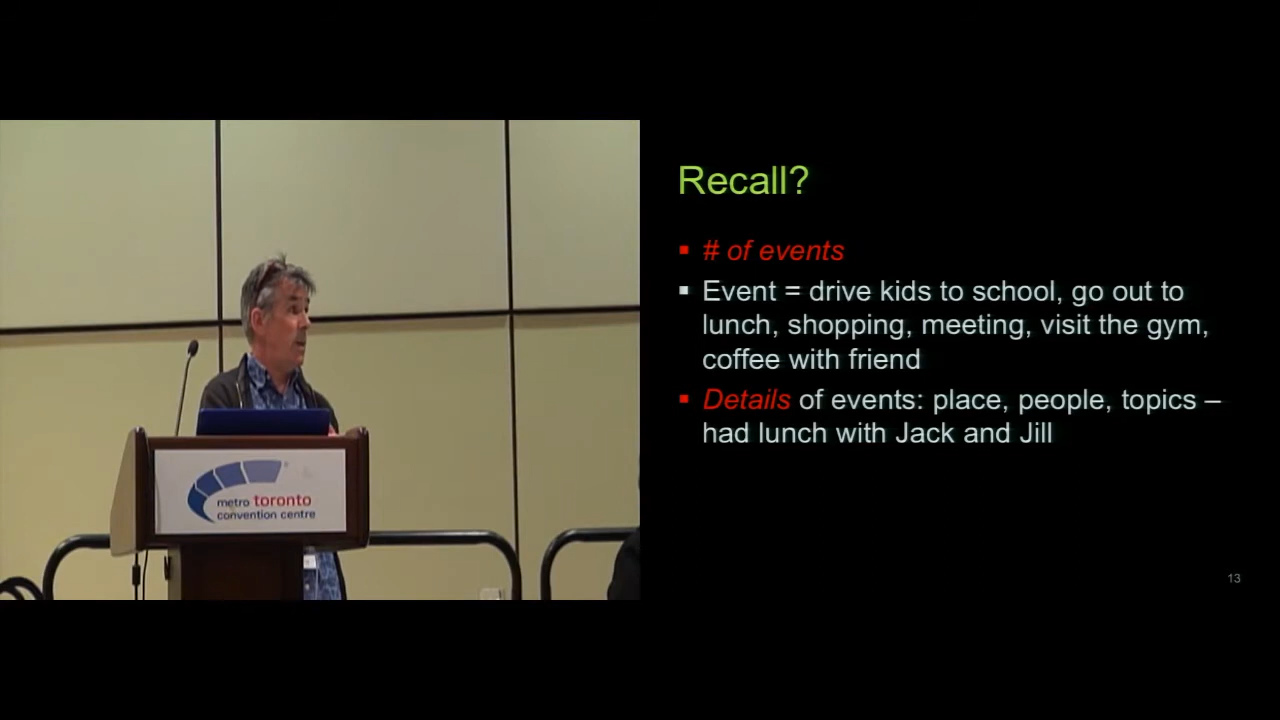 Recall?
# of events
Event = drive kids to school, go out to
lunch, shopping, meeting, visit the gym,
coffee with friend
Details of events: place, people, topics –
had lunch with Jack and Jill
13
metro toronto
convention centre